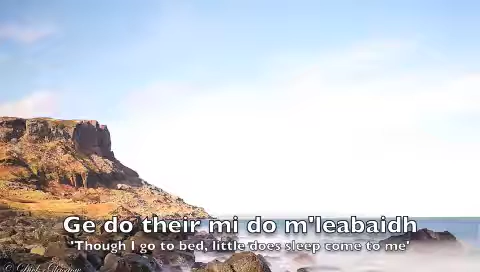 Ge do their mi do m'leabaidh
'Though I go to bed, little does sleep come to me'